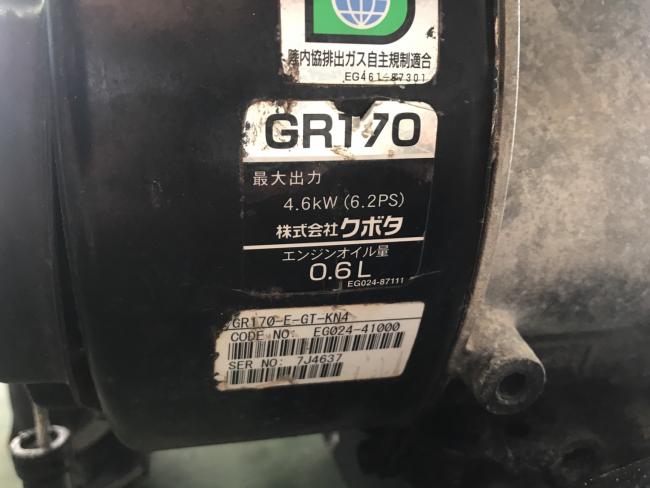 陸内協排出ガス自主規制適合
EG461-87301
GR170
最大出力
4.6kW (6.2PS)
株式会社クボタ
エンジンオイル量
0.6L
EG024-87111
GR170-E-GT-KN4
CODE NO: EG024-41000
SER NO: 7J4637